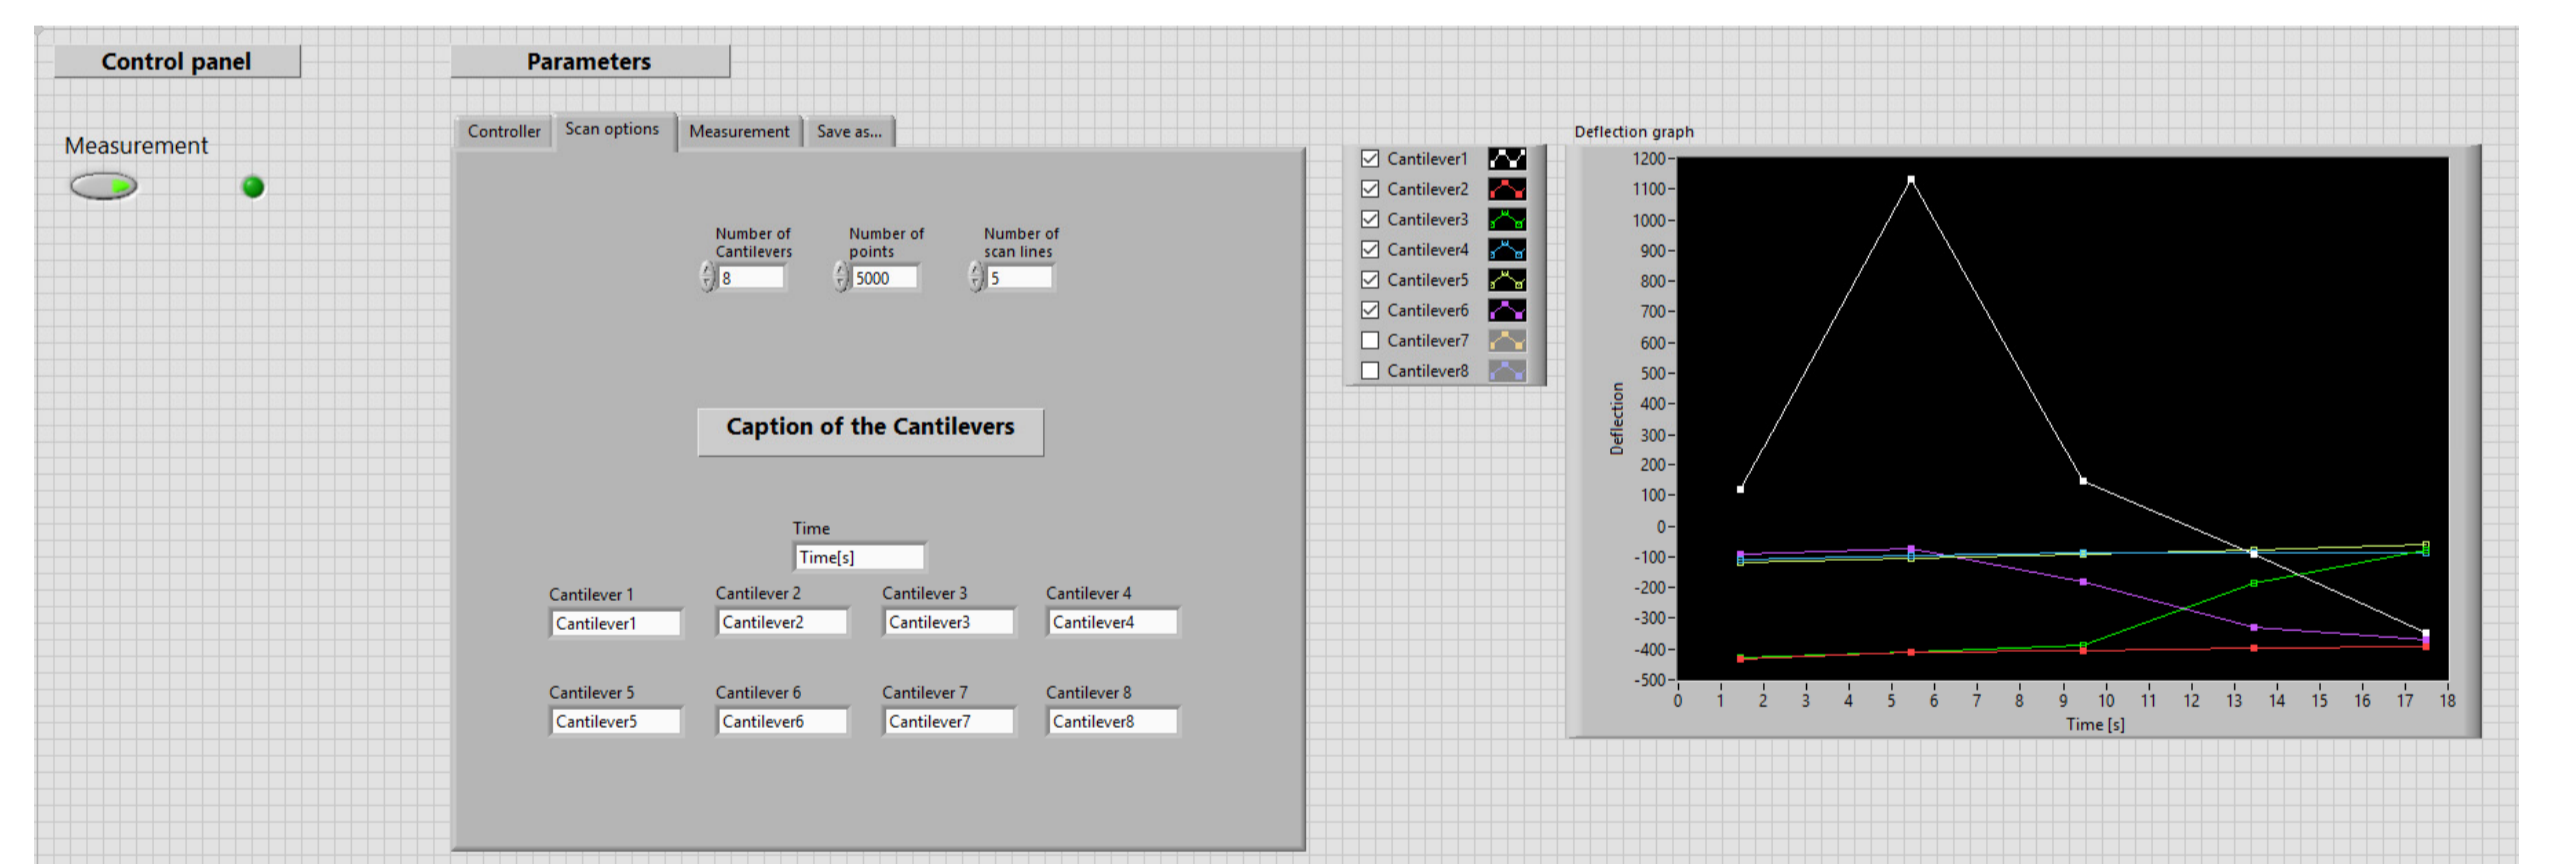 Control panel
Parameters
Measurement
Controller
Scan options
Measurement
Save as...
Number of
Cantilevers
8
Number of
points
5000
Number of
scan lines
5
Caption of the Cantilevers
Time
Time[s]
Cantilever 1
Cantilever1
Cantilever 2
Cantilever2
Cantilever 3
Cantilever3
Cantilever 4
Cantilever4
Cantilever 5
Cantilever5
Cantilever 6
Cantilever6
Cantilever 7
Cantilever7
Cantilever 8
Cantilever8
Cantilever1
Cantilever2
Cantilever3
Cantilever4
Cantilever5
Cantilever6
Cantilever7
Cantilever8
Deflection graph
Deflection
1200
1100
1000
900
800
700
600
500
400
300
200
100
0
-100
-200
-300
-400
-500
0 1 2 3 4 5 6 7 8 9 10 11 12 13 14 15 16 17 18
Time [s]